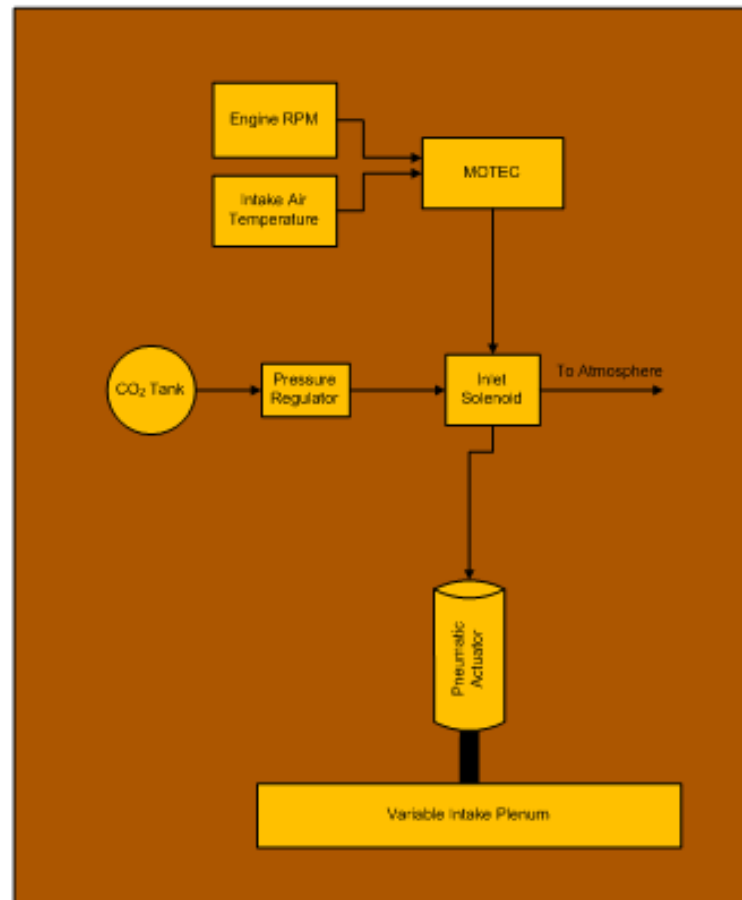 Engine RPM
MOTEC
Intake Air
Temperature
CO₂ Tank
Pressure
Regulator
Inlet
Solenoid
To Atmosphere
Pneumatic
Actuator
Variable Intake Plenum